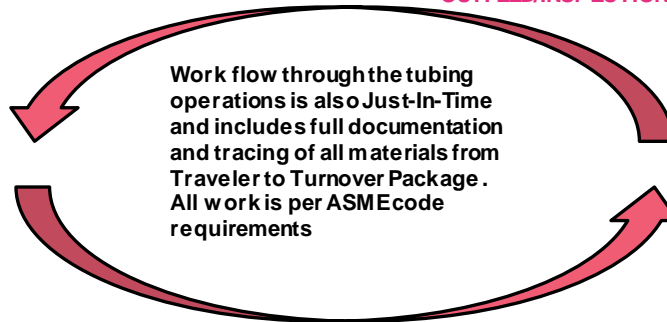 Work flow through the tubing
operations is also Just-In-Time
and includes full documentation
and tracing of all materials from
Traveler to Turnover Package .
All work is per ASME code
requirements